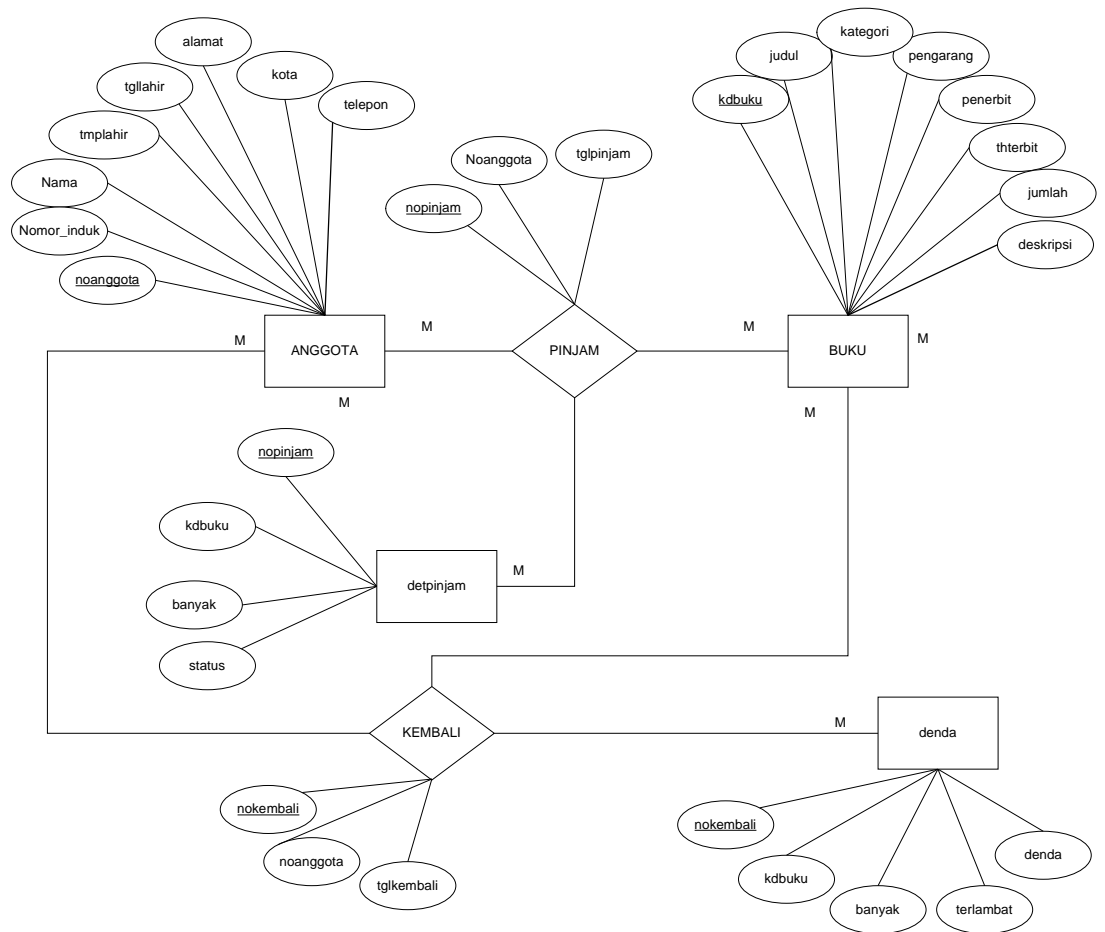 alamat
kategori
judul
pengarang
kota
tgllahir
telepon
kdbuku
penerbit
tmplahir
Noanggota
tglpinjam
thterbit
Nama
jumlah
nopinjam
Nomor_induk
deskripsi
noanggota
M
M
M
M
ANGGOTA
PINJAM
BUKU
M
M
nopinjam
kdbuku
M
detpinjam
banyak
status
M
KEMBALI
denda
nokembali
nokembali
noanggota
denda
kdbuku
tglkembali
banyak
terlambat